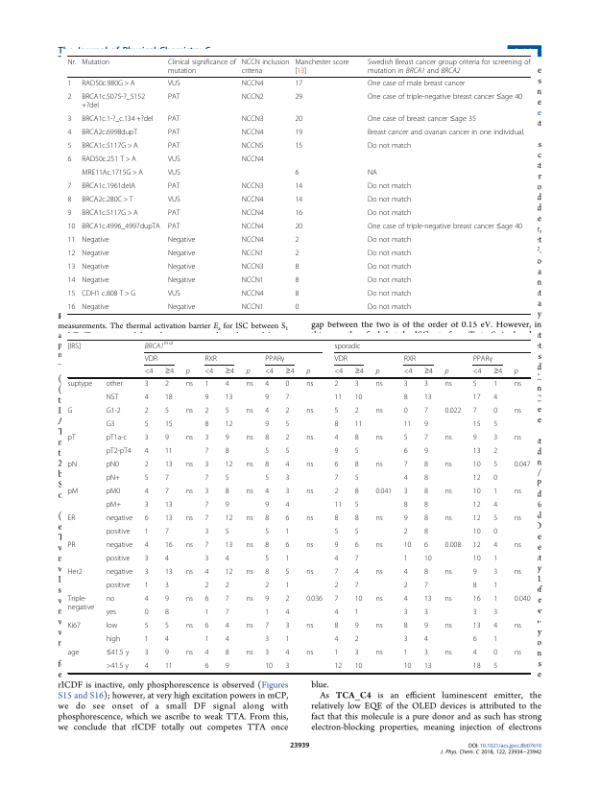 The Journal of Physical Chemistry C
Nr. Mutation Clinical significance of mutation NCCN inclusion criteria Manchester score [13] Swedish Breast cancer group criteria for screening of mutation in BRCA1 and BRCA2
1 RAD50c.980G > A VUS NCCN4 17 One case of male breast cancer
2 BRCA1c.5075-?_5152 +?del PAT NCCN2 29 One case of triple-negative breast cancer ≤age 40
3 BRCA1c.1-?_c.134 +?del PAT NCCN3 20 One case of breast cancer ≤age 35
4 BRCA2c.6998dupT PAT NCCN4 19 Breast cancer and ovarian cancer in one individual.
5 BRCA1c.5117G > A PAT NCCN5 15 Do not match
6 RAD50c.251 T > A VUS NCCN4
MRE11Ac.1715G > A VUS 6 NA
7 BRCA1c.1961delA PAT NCCN3 14 Do not match
8 BRCA2c.280C > T VUS NCCN4 14 Do not match
9 BRCA1c.5117G > A PAT NCCN4 16 Do not match
10 BRCA1c.4996_4997dupTA PAT NCCN4 20 One case of triple-negative breast cancer ≤age 40
11 Negative Negative NCCN4 2 Do not match
12 Negative Negative NCCN1 2 Do not match
13 Negative Negative NCCN3 8 Do not match
14 Negative Negative NCCN1 8 Do not match
15 CDH1 c.808 T > G VUS NCCN4 8 Do not match
16 Negative Negative NCCN1 0 Do not match
measurements. The thermal activation barrier Ea for ISC between S1
gap between the two is of the order of 0.15 eV. However, in
[IRS] BRCA1mut sporadic
VDR RXR PPARγ VDR RXR PPARγ
<4 ≥4 p <4 ≥4 p <4 ≥4 p <4 ≥4 p <4 ≥4 p <4 ≥4 p
suptype other 3 2 ns 1 4 ns 4 0 ns 2 3 ns 3 3 ns 5 1 ns
NST 4 18 9 13 9 7 11 10 8 13 17 4
G G1-2 2 5 ns 2 5 ns 4 2 ns 5 2 ns 0 7 0.022 7 0 ns
G3 5 15 8 12 9 5 8 11 11 9 15 5
pT pT1a-c 3 9 ns 3 9 ns 8 2 ns 4 8 ns 5 7 ns 9 3 ns
pT2-pT4 4 11 7 8 5 5 9 5 6 9 13 2
pN pN0 2 13 ns 3 12 ns 8 4 ns 6 8 ns 7 8 ns 10 5 0.047
pN+ 5 7 7 5 5 3 7 5 4 8 12 0
pM pM0 4 7 ns 3 8 ns 4 3 ns 2 8 0.041 3 8 ns 10 1 ns
pM+ 3 13 7 9 9 4 11 5 8 8 12 4
ER negative 6 13 ns 7 12 ns 8 6 ns 8 8 ns 9 8 ns 12 5 ns
positive 1 7 3 5 5 1 5 5 2 8 10 0
PR negative 4 16 ns 7 13 ns 8 6 ns 9 6 ns 10 6 0.008 12 4 ns
positive 3 4 3 4 5 1 4 7 1 10 10 1
Her2 negative 3 13 ns 4 12 ns 8 5 ns 7 4 ns 4 8 ns 9 3 ns
positive 1 3 2 2 2 1 2 7 2 7 8 1
Triple-negative no 4 9 ns 6 7 ns 9 2 0.036 7 10 ns 4 13 ns 16 1 0.040
yes 0 8 1 7 1 4 4 1 3 3 3 3
Ki67 low 5 5 ns 6 4 ns 7 3 ns 8 9 ns 8 9 ns 13 4 ns
high 1 4 1 4 3 1 4 2 3 4 6 1
age ≤41.5 y 3 9 ns 4 8 ns 3 4 ns 1 3 ns 1 3 ns 4 0 ns
>41.5 y 4 11 6 9 10 3 12 10 10 13 18 5
rICDF is inactive, only phosphorescence is observed (Figures
S15 and S16); however, at very high excitation powers in mCP,
we do see onset of a small DF signal along with
phosphorescence, which we ascribe to weak TTA. From this,
we conclude that rICDF totally out competes TTA once
blue.
As TCA_C4 is an efficient luminescent emitter, the
relatively low EQE of the OLED devices is attributed to the
fact that this molecule is a pure donor and as such has strong
electron-blocking properties, meaning injection of electrons
23939
DOI: 10.1021/acs.jpcc.8b07610
J. Phys. Chem. C 2018, 122, 23934−23942